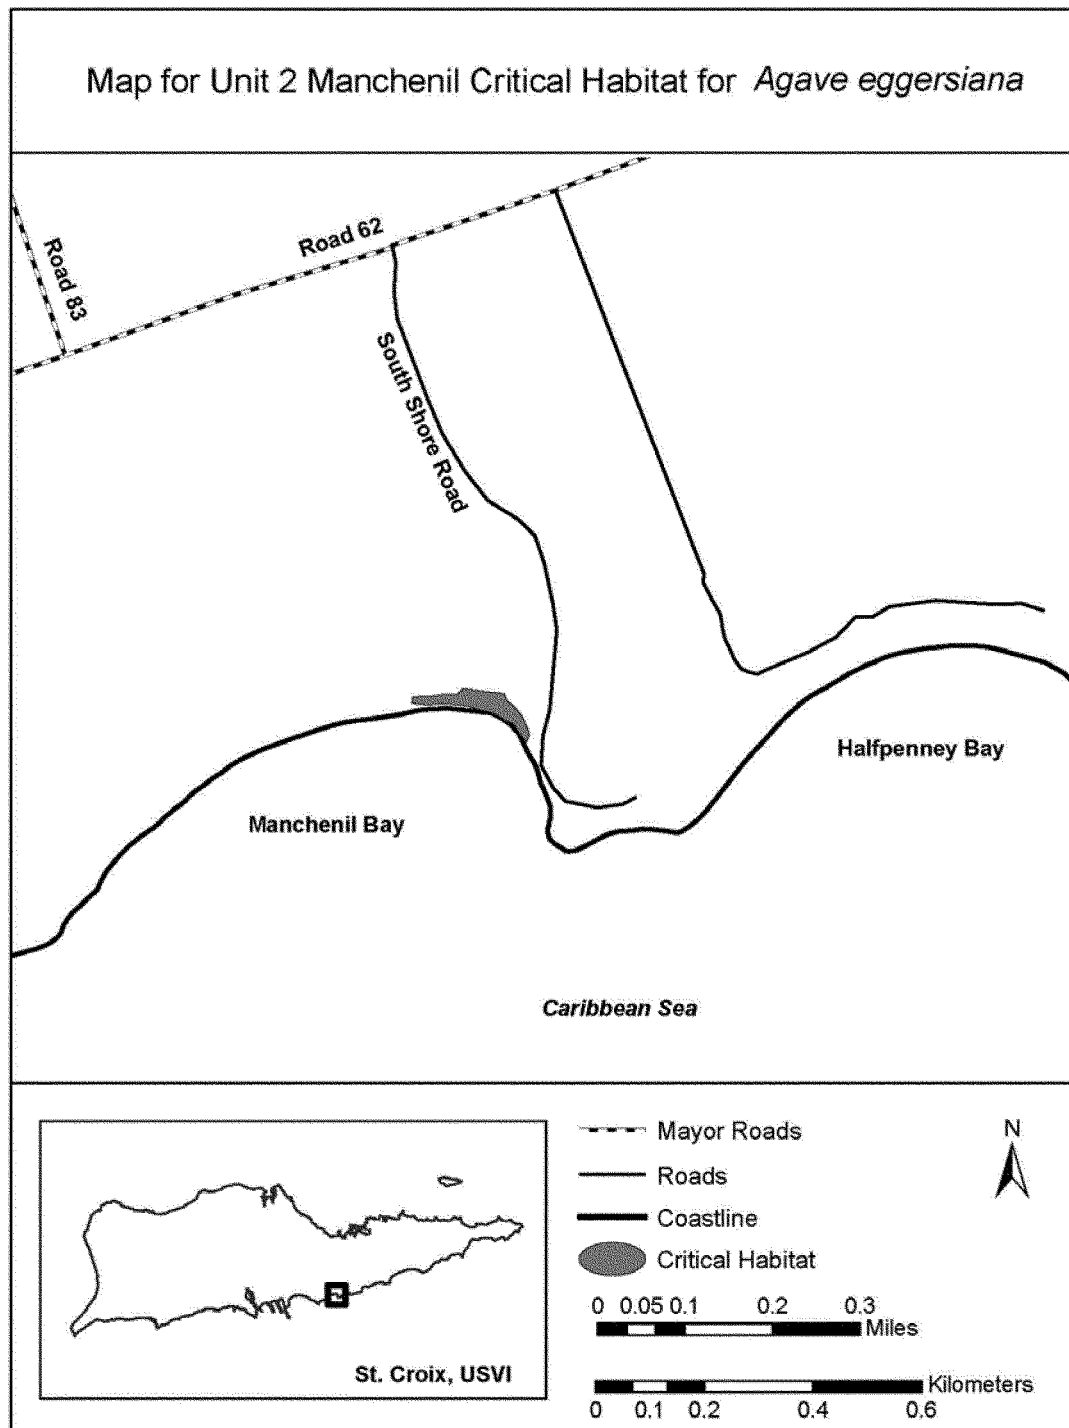 Map for Unit 2 Manchenil Critical Habitat for Agave eggersiana
Road 62
Road 83
South Shore Road
Halfpenney Bay
Manchenil Bay
Caribbean Sea
Mayor Roads
N
Roads
Coastline
Critical Habitat
0 0.05 0.1 0.2 0.3
Miles
St. Croix, USVI
Kilometers
0 0.1 0.2 0.4 0.6